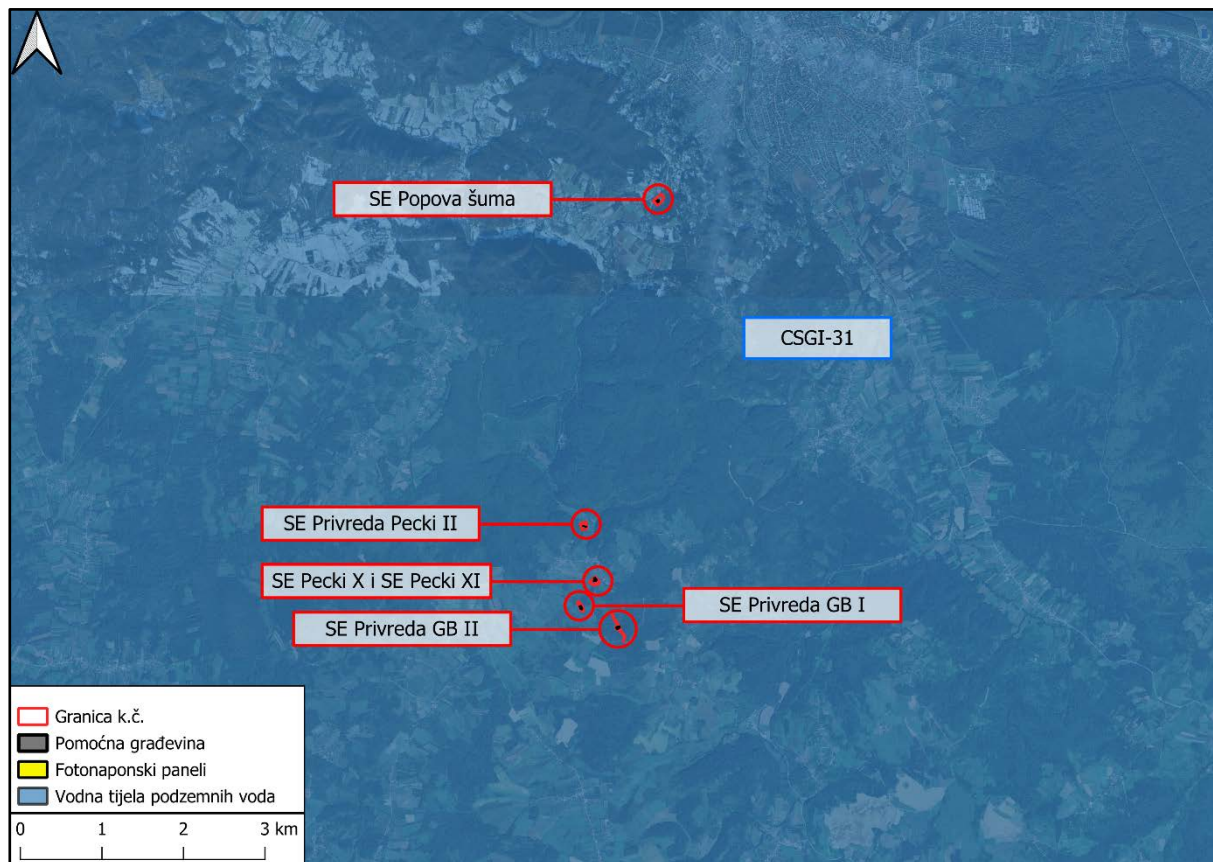 SE Popova šuma
CSGI-31
SE Privreda Pecki II
SE Pecki X i SE Pecki XI
SE Privreda GB I
SE Privreda GB II
Granica k.č.
Pomoćna građevina
Fotonaponski paneli
Vodna tijela podzemnih voda
0 1 2 3 km